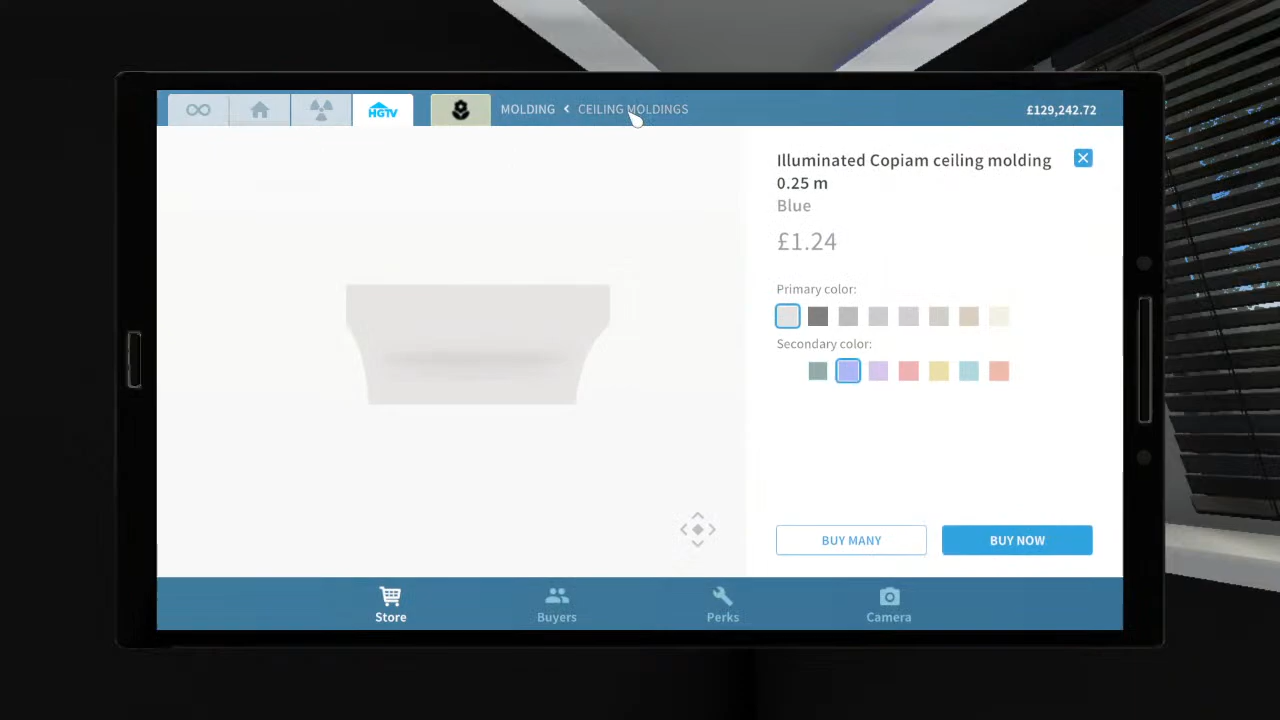 HGTV
MOLDING < CEILING MOLDINGS
£129,242.72
Illuminated Copiam ceiling molding
0.25 m
Blue
£1.24
Primary color:
Secondary color:
BUY MANY
BUY NOW
Store
Buyers
Perks
Camera